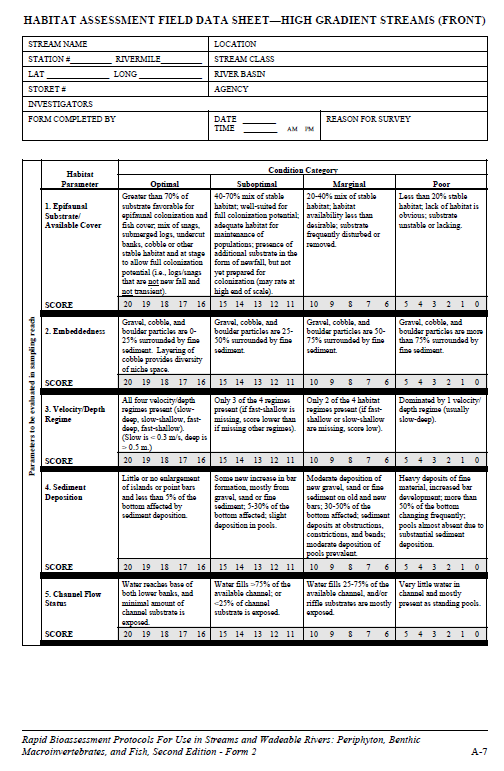 HABITAT ASSESSMENT FIELD DATA SHEET—HIGH GRADIENT STREAMS (FRONT)
STREAM NAME
LOCATION
STATION #__________ RIVERMILE__________
STREAM CLASS
LAT _______________ LONG _______________
RIVER BASIN
STORET #
AGENCY
INVESTIGATORS
FORM COMPLETED BY
DATE ________
TIME ________ AM PM
REASON FOR SURVEY
Parameters to be evaluated in sampling reach
Habitat
Parameter
Condition Category
Optimal
Suboptimal
Marginal
Poor
1. Epifaunal
Substrate/
Available Cover
Greater than 70% of
substrate favorable for
epifaunal colonization and
fish cover; mix of snags,
submerged logs, undercut
banks, cobble or other
stable habitat and at stage
to allow full colonization
potential (i.e., logs/snags
that are not new fall and
not transient).
40-70% mix of stable
habitat; well-suited for
full colonization potential;
adequate habitat for
maintenance of
populations; presence of
additional substrate in the
form of newfall, but not
yet prepared for
colonization (may rate at
high end of scale).
20-40% mix of stable
habitat; habitat
availability less than
desirable; substrate
frequently disturbed or
removed.
Less than 20% stable
habitat; lack of habitat is
obvious; substrate
unstable or lacking.
SCORE
20 19 18 17 16
15 14 13 12 11
10 9 8 7 6
5 4 3 2 1 0
2. Embeddedness
Gravel, cobble, and
boulder particles are 0-
25% surrounded by fine
sediment. Layering of
cobble provides diversity
of niche space.
Gravel, cobble, and
boulder particles are 25-
50% surrounded by fine
sediment.
Gravel, cobble, and
boulder particles are 50-
75% surrounded by fine
sediment.
Gravel, cobble, and
boulder particles are more
than 75% surrounded by
fine sediment.
SCORE
20 19 18 17 16
15 14 13 12 11
10 9 8 7 6
5 4 3 2 1 0
3. Velocity/Depth
Regime
All four velocity/depth
regimes present (slow-
deep, slow-shallow, fast-
deep, fast-shallow).
(Slow is < 0.3 m/s, deep is
> 0.5 m.)
Only 3 of the 4 regimes
present (if fast-shallow is
missing, score lower than
if missing other regimes).
Only 2 of the 4 habitat
regimes present (if fast-
shallow or slow-shallow
are missing, score low).
Dominated by 1 velocity/
depth regime (usually
slow-deep).
SCORE
20 19 18 17 16
15 14 13 12 11
10 9 8 7 6
5 4 3 2 1 0
4. Sediment
Deposition
Little or no enlargement
of islands or point bars
and less than 5% of the
bottom affected by
sediment deposition.
Some new increase in bar
formation, mostly from
gravel, sand or fine
sediment; 5-30% of the
bottom affected; slight
deposition in pools.
Moderate deposition of
new gravel, sand or fine
sediment on old and new
bars; 30-50% of the
bottom affected; sediment
deposits at obstructions,
constrictions, and bends;
moderate deposition of
pools prevalent.
Heavy deposits of fine
material, increased bar
development; more than
50% of the bottom
changing frequently;
pools almost absent due to
substantial sediment
deposition.
SCORE
20 19 18 17 16
15 14 13 12 11
10 9 8 7 6
5 4 3 2 1 0
5. Channel Flow
Status
Water reaches base of
both lower banks, and
minimal amount of
channel substrate is
exposed.
Water fills >75% of the
available channel; or
<25% of channel
substrate is exposed.
Water fills 25-75% of the
available channel, and/or
riffle substrates are mostly
exposed.
Very little water in
channel and mostly
present as standing pools.
SCORE
20 19 18 17 16
15 14 13 12 11
10 9 8 7 6
5 4 3 2 1 0
Rapid Bioassessment Protocols For Use in Streams and Wadeable Rivers: Periphyton, Benthic
Macroinvertebrates, and Fish, Second Edition - Form 2
A-7